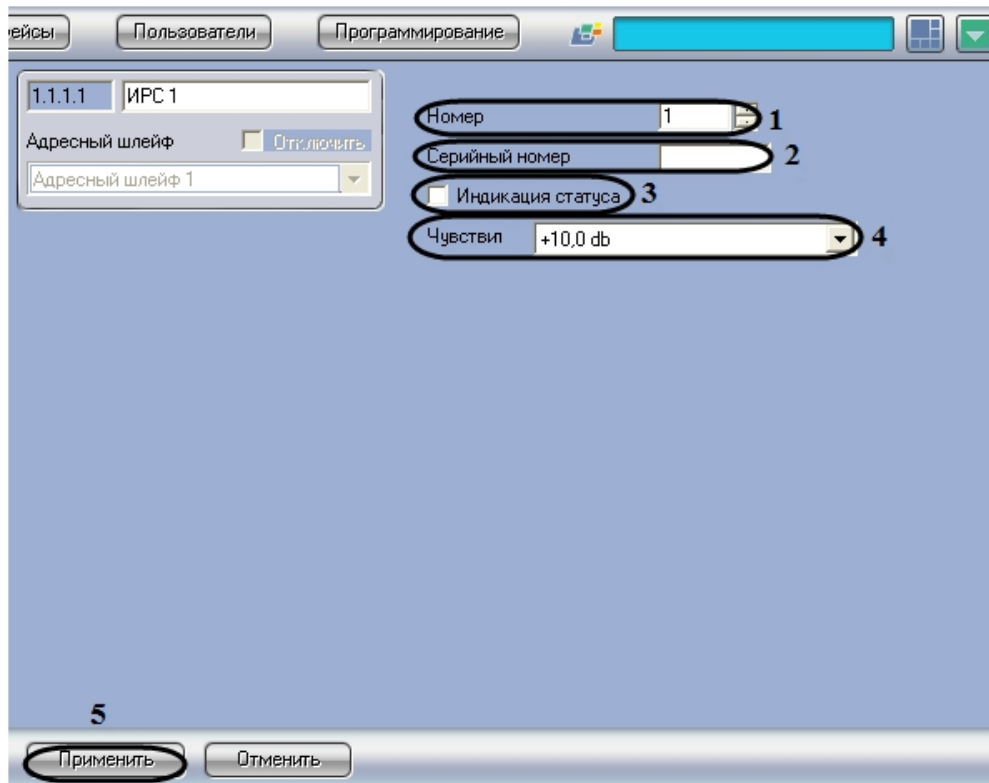 ейсы Пользователи Программирование
1.1.1.1 ИРС 1
Адресный шлейф Отключить
Адресный шлейф 1
Номер 1 1
Серийный номер 2
Индикация статуса 3
Чувствил +10,0 db 4
5
Применить Отменить